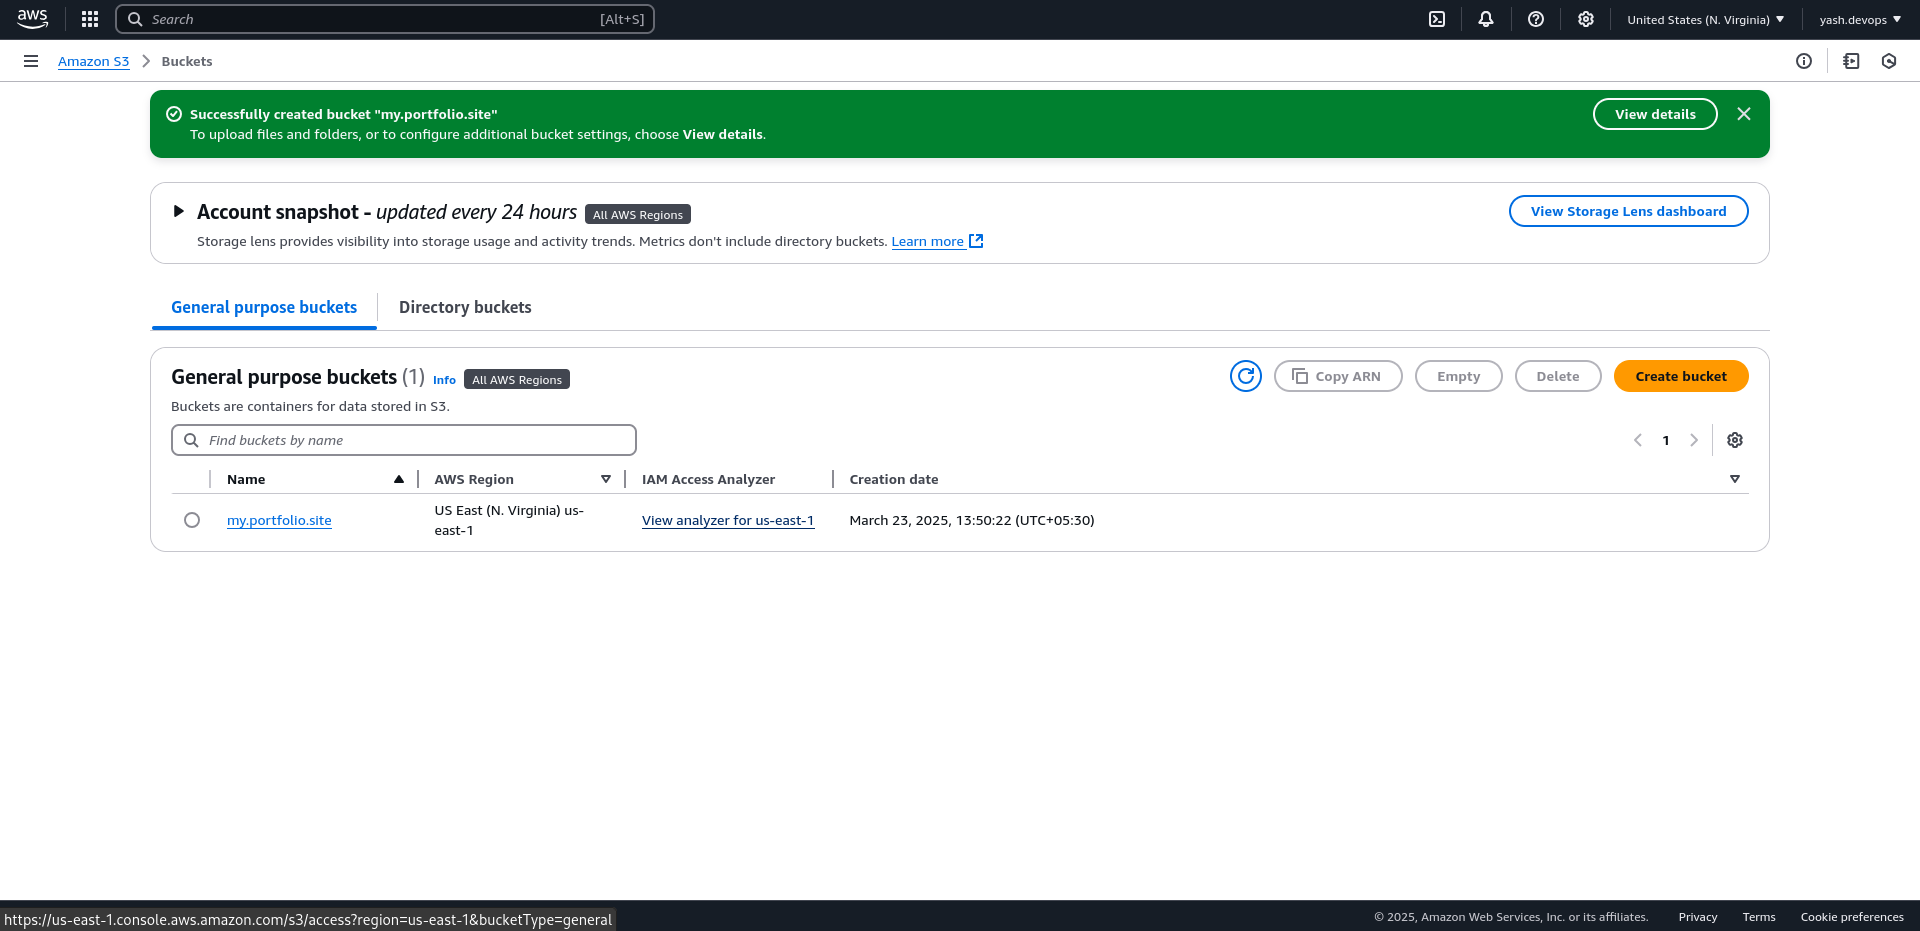 aws Search [Alt+S] United States (N. Virginia) yash.devops
Amazon S3 Buckets
Successfully created bucket "my.portfolio.site"
To upload files and folders, or to configure additional bucket settings, choose View details.
View details
Account snapshot - updated every 24 hours All AWS Regions
Storage lens provides visibility into storage usage and activity trends. Metrics don't include directory buckets. Learn more
View Storage Lens dashboard
General purpose buckets Directory buckets
General purpose buckets (1) Info All AWS Regions
Copy ARN Empty Delete Create bucket
Buckets are containers for data stored in S3.
Find buckets by name
1
Name AWS Region IAM Access Analyzer Creation date
my.portfolio.site US East (N. Virginia) us-
east-1
View analyzer for us-east-1 March 23, 2025, 13:50:22 (UTC+05:30)
https://us-east-1.console.aws.amazon.com/s3/access?region=us-east-1&bucketType=general
© 2025, Amazon Web Services, Inc. or its affiliates. Privacy Terms Cookie preferences